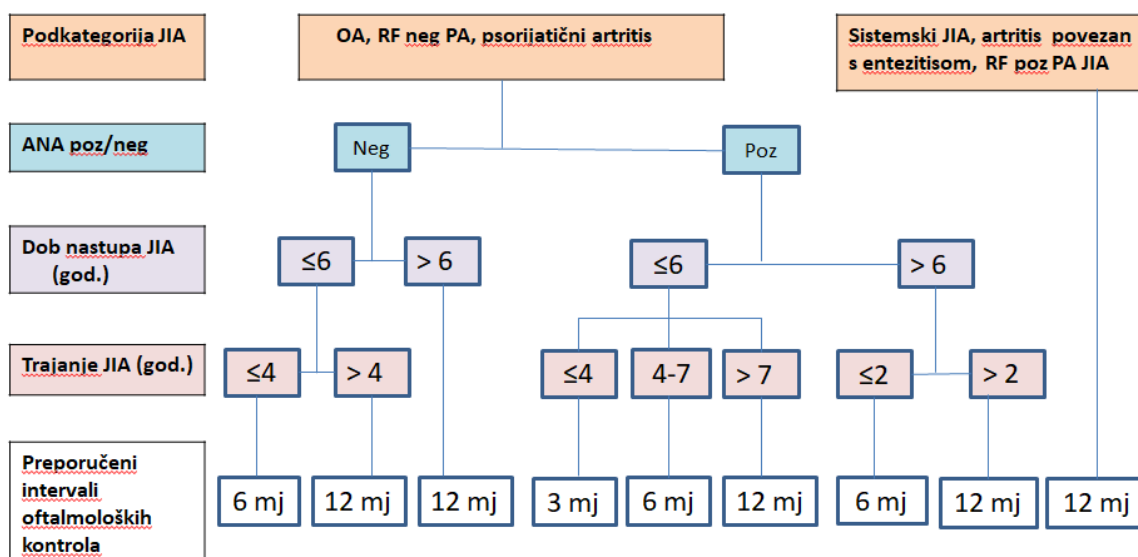 Podkategorija JIA
OA, RF neg PA, psorijatični artritis
Sistemski JIA, artritis povezan
s entezitisom, RF poz PA JIA
ANA poz/neg
Neg
Poz
Dob nastupa JIA
(god.)
≤6
> 6
≤6
> 6
Trajanje JIA (god.)
≤4
> 4
≤4
4-7
> 7
≤2
> 2
Preporučeni
intervali
oftalmoloških
kontrola
6 mj
12 mj
12 mj
3 mj
6 mj
12 mj
6 mj
12 mj
12 mj